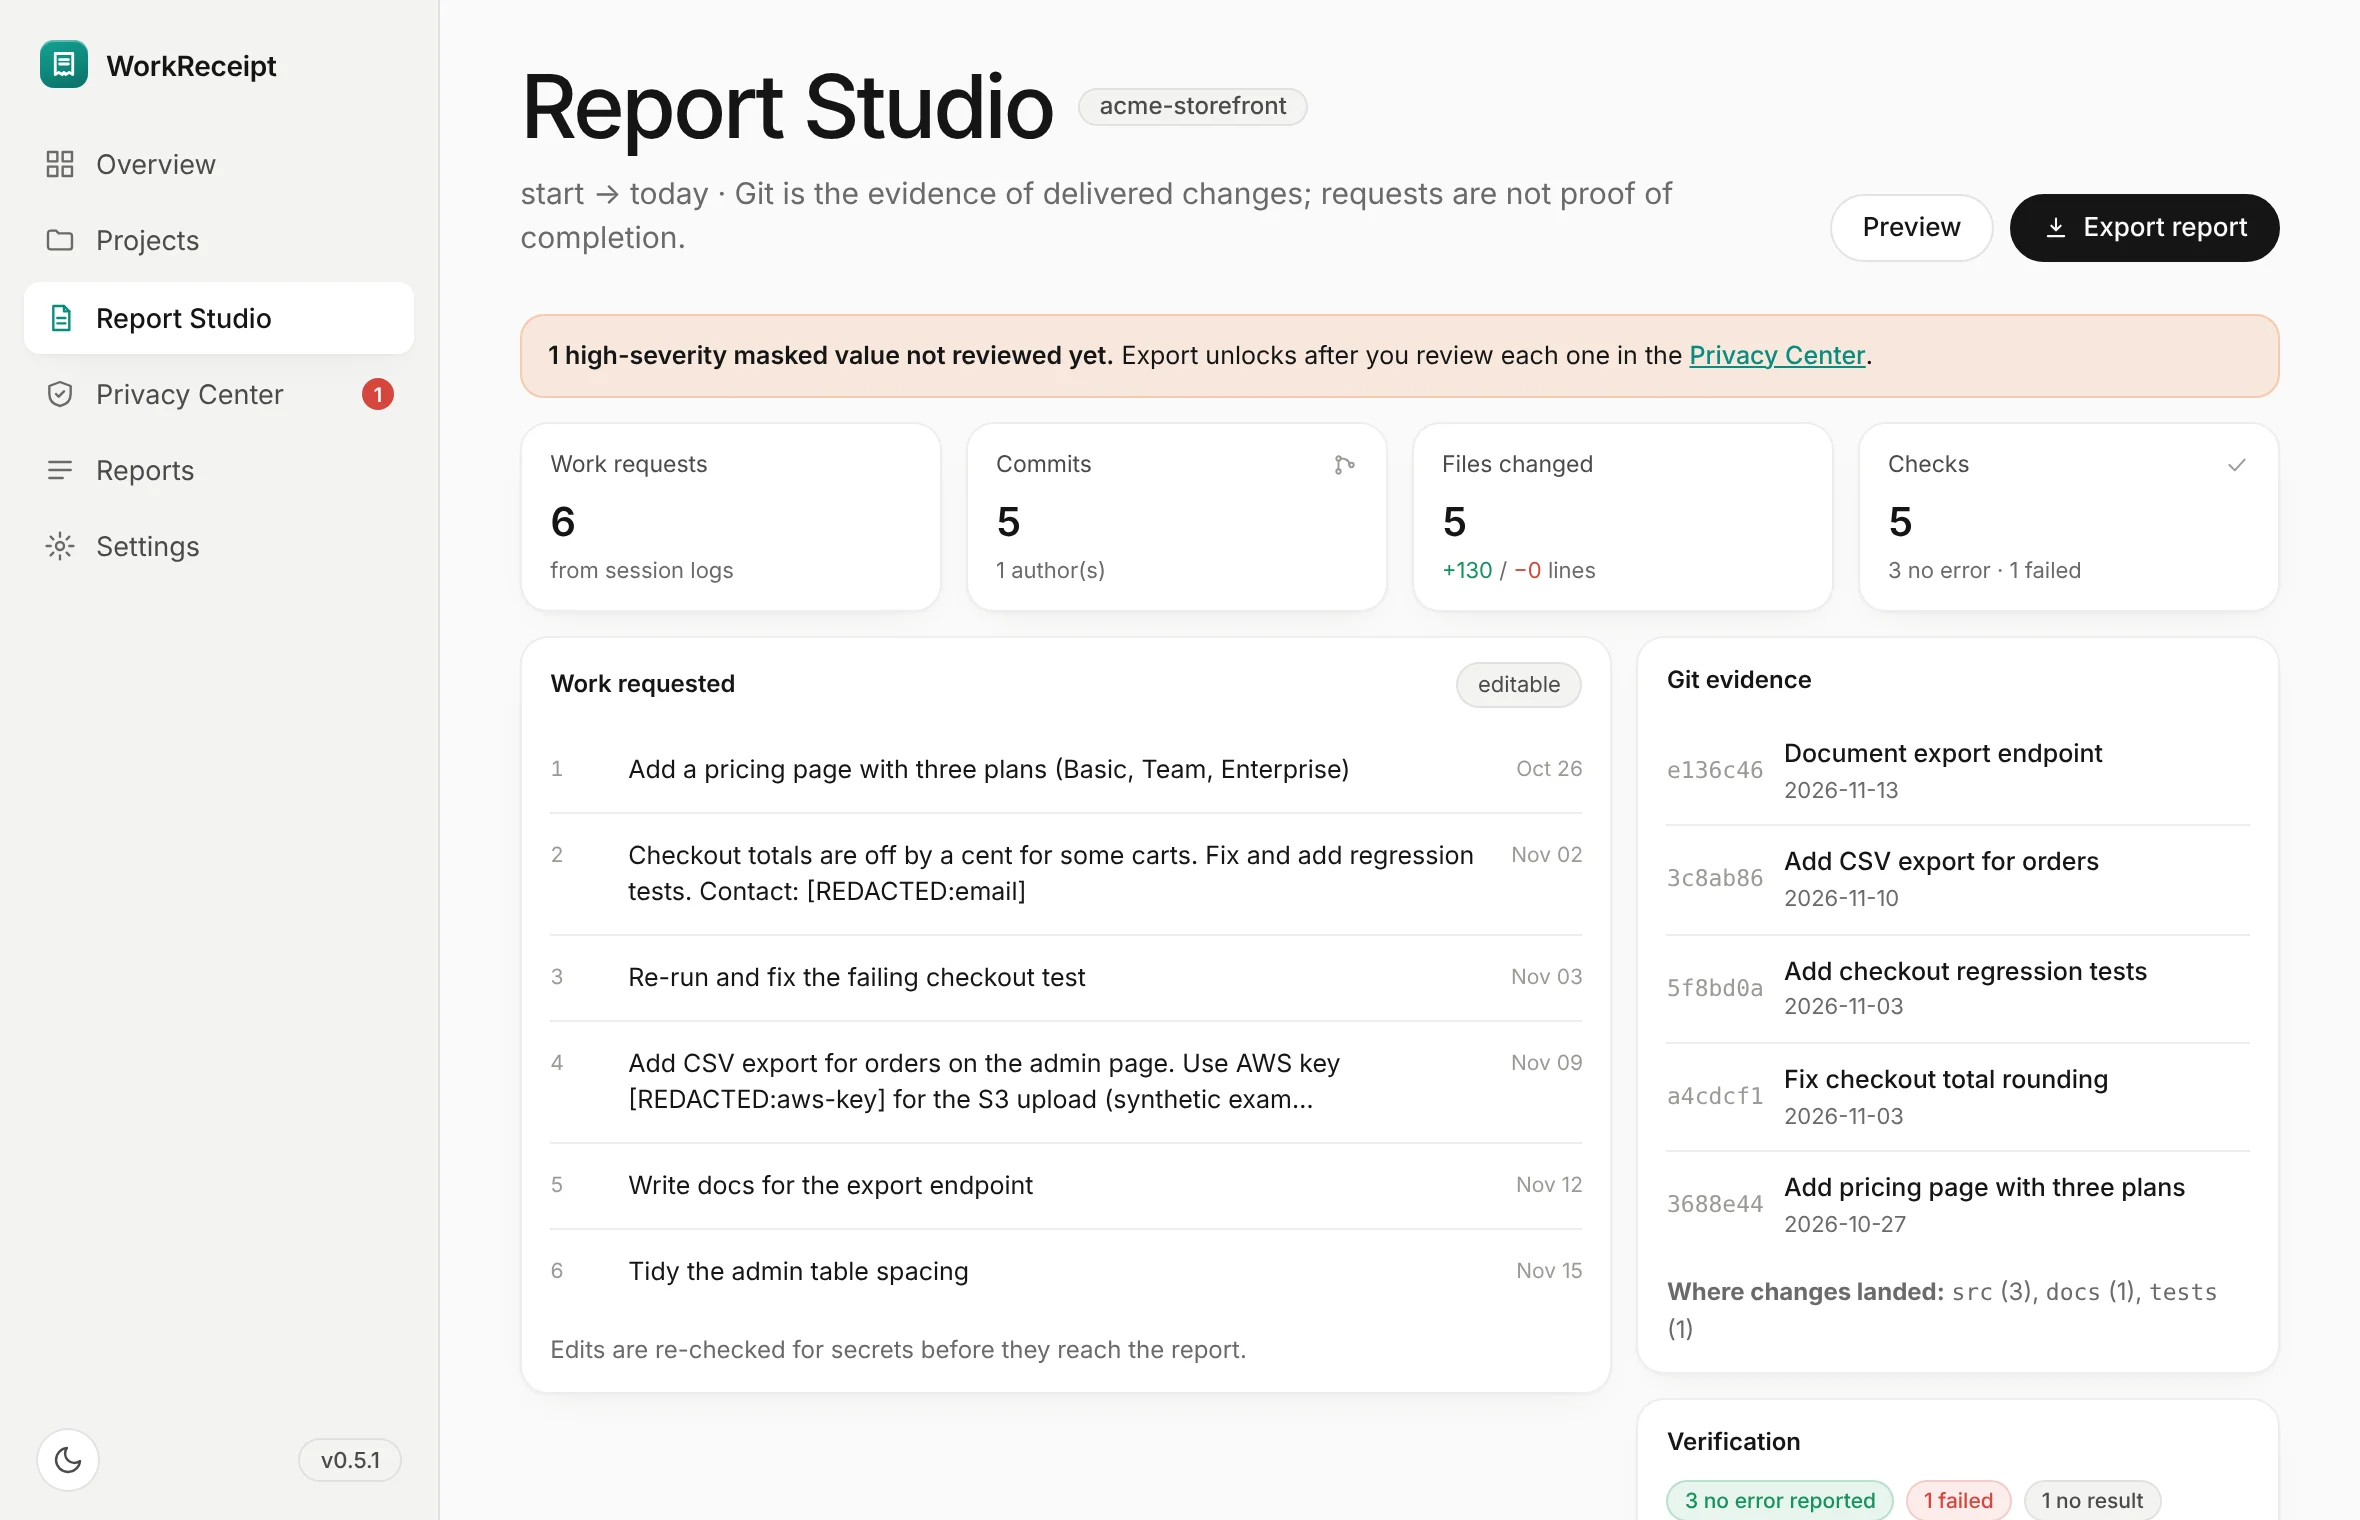 WorkReceipt
Overview
Projects
Report Studio
Privacy Center 1
Reports
Settings
v0.5.1
Report Studio acme-storefront
start → today · Git is the evidence of delivered changes; requests are not proof of
completion.
Preview
Export report
1 high-severity masked value not reviewed yet. Export unlocks after you review each one in the Privacy Center.
Work requests
6
from session logs
Commits
5
1 author(s)
Files changed
5
+130 / −0 lines
Checks
5
3 no error · 1 failed
Work requested editable
1 Add a pricing page with three plans (Basic, Team, Enterprise) Oct 26
2 Checkout totals are off by a cent for some carts. Fix and add regression Nov 02
tests. Contact: [REDACTED:email]
3 Re-run and fix the failing checkout test Nov 03
4 Add CSV export for orders on the admin page. Use AWS key Nov 09
[REDACTED:aws-key] for the S3 upload (synthetic exam...
5 Write docs for the export endpoint Nov 12
6 Tidy the admin table spacing Nov 15
Edits are re-checked for secrets before they reach the report.
Git evidence
e136c46 Document export endpoint
2026-11-13
3c8ab86 Add CSV export for orders
2026-11-10
5f8bd0a Add checkout regression tests
2026-11-03
a4cdcf1 Fix checkout total rounding
2026-11-03
3688e44 Add pricing page with three plans
2026-10-27
Where changes landed: src (3), docs (1), tests
(1)
Verification
3 no error reported 1 failed 1 no result